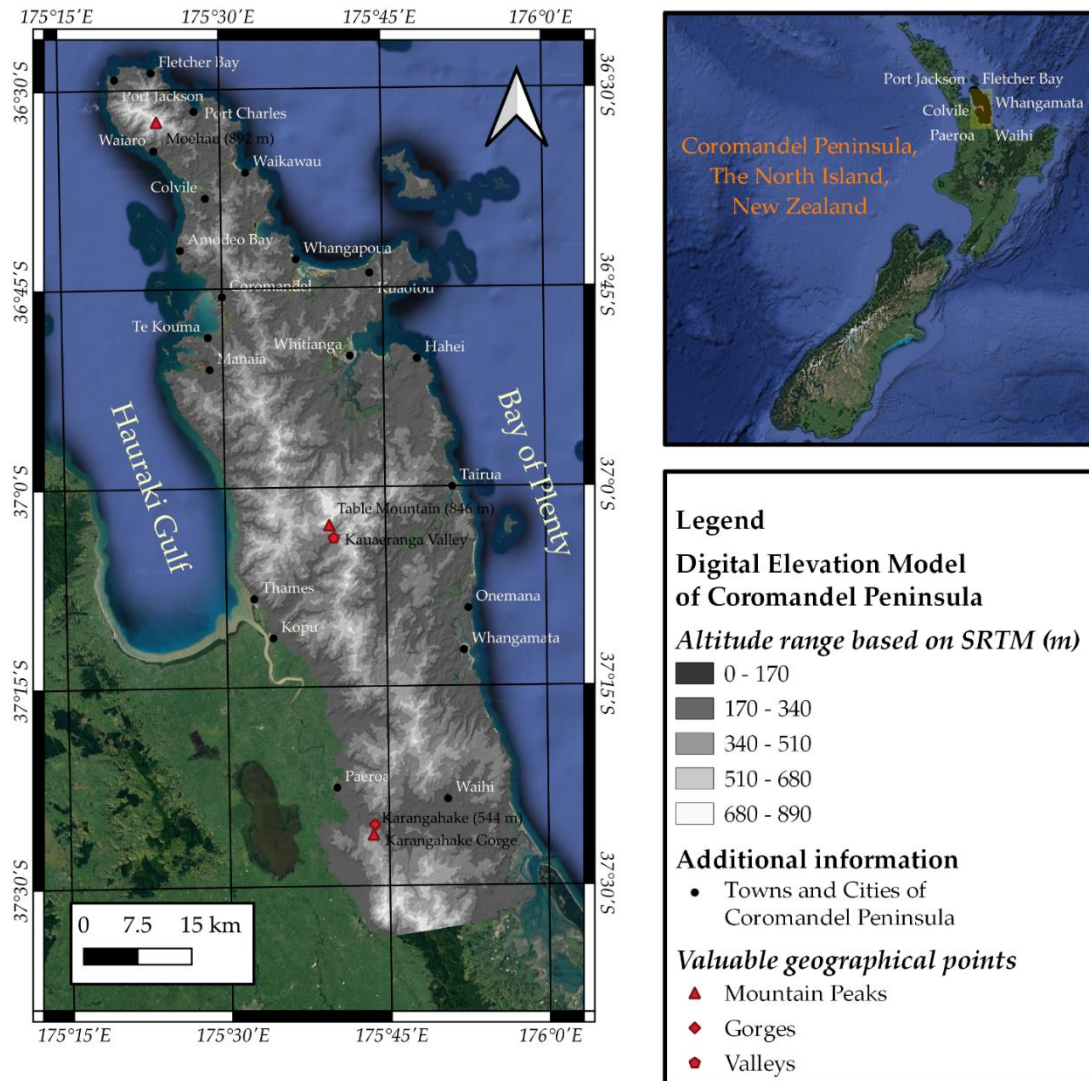 175°15'E
175°30'E
175°45'E
176°0'E
36°30'S
36°45'S
37°0'S
37°15'S
37°30'S
Fletcher Bay
Port Jackson
Port Charles
Moehau (892 m)
Waiaro
Waikawau
Colvile
Amodeo Bay
Whangapoua
Kuaotou
Coromandel
Te Kouma
Whitianga
Hahei
Manaia
Hauraki Gulf
Bay of Plenty
Tairua
Table Mountain (846 m)
Kauaeranga Valley
Thames
Onemana
Kopu
Whangamata
Paeroa
Waihi
Karangahake (544 m)
Karangahake Gorge
0 7.5 15 km
36°30'S
36°45'S
37°0'S
37°15'S
37°30'S
175°15'E
175°30'E
175°45'E
176°0'E
Port Jackson
Fletcher Bay
Colvile
Whangamata
Paeroa
Waihi
Coromandel Peninsula,
The North Island,
New Zealand
Legend
Digital Elevation Model
of Coromandel Peninsula
Altitude range based on SRTM (m)
0 - 170
170 - 340
340 - 510
510 - 680
680 - 890
Additional information
Towns and Cities of
Coromandel Peninsula
Valuable geographical points
Mountain Peaks
Gorges
Valleys